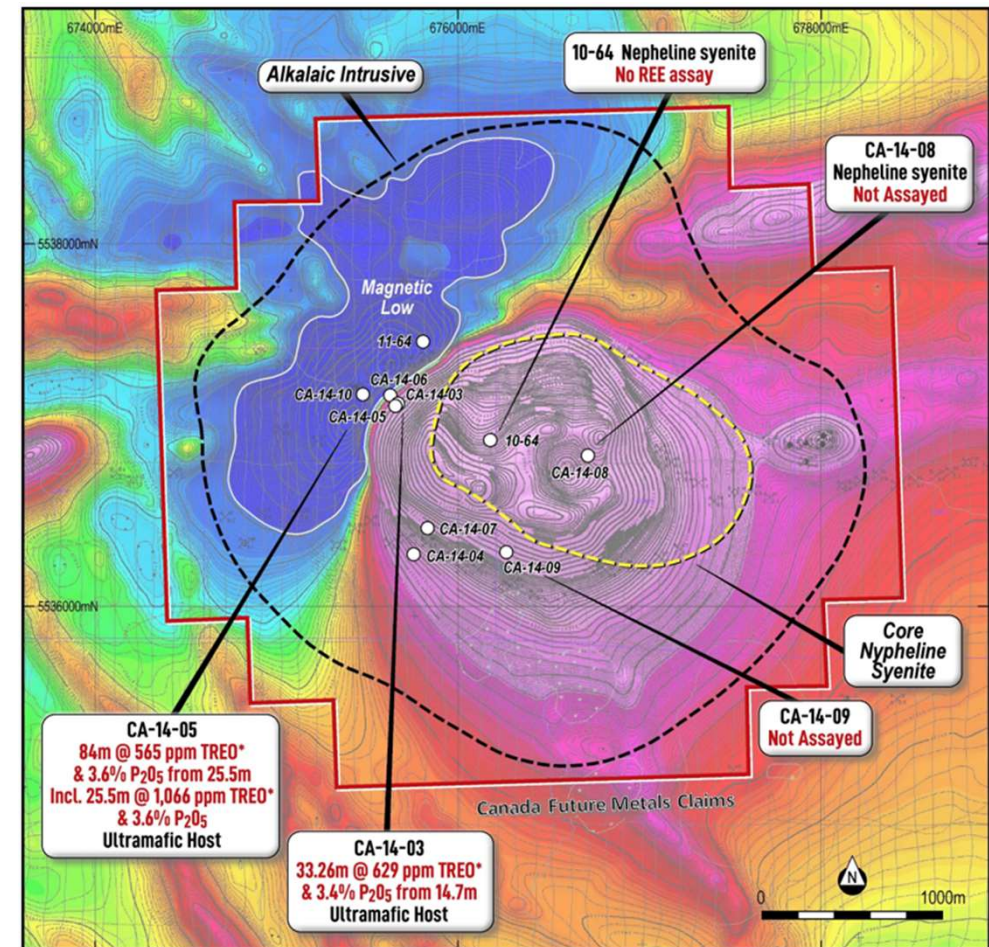 674000mE
676000mE
678000mE
Alkalaic Intrusive
10-64 Nepheline syenite
No REE assay
CA-14-08
Nepheline syenite
Not Assayed
5538000mN
Magnetic
Low
11-64
CA-14-06
CA-14-10
CA-14-03
CA-14-05
10-64
CA-14-08
CA-14-07
CA-14-04
CA-14-09
5536000mN
Core
Nypheline
Syenite
CA-14-05
84m @ 565 ppm TREO*
& 3.6% P₂O₅ from 25.5m
Incl. 25.5m @ 1,066 ppm TREO*
& 3.6% P₂O₅
Ultramafic Host
CA-14-09
Not Assayed
Canada Future Metals Claims
CA-14-03
33.26m @ 629 ppm TREO*
& 3.4% P₂O₅ from 14.7m
Ultramafic Host
N
0
1000m